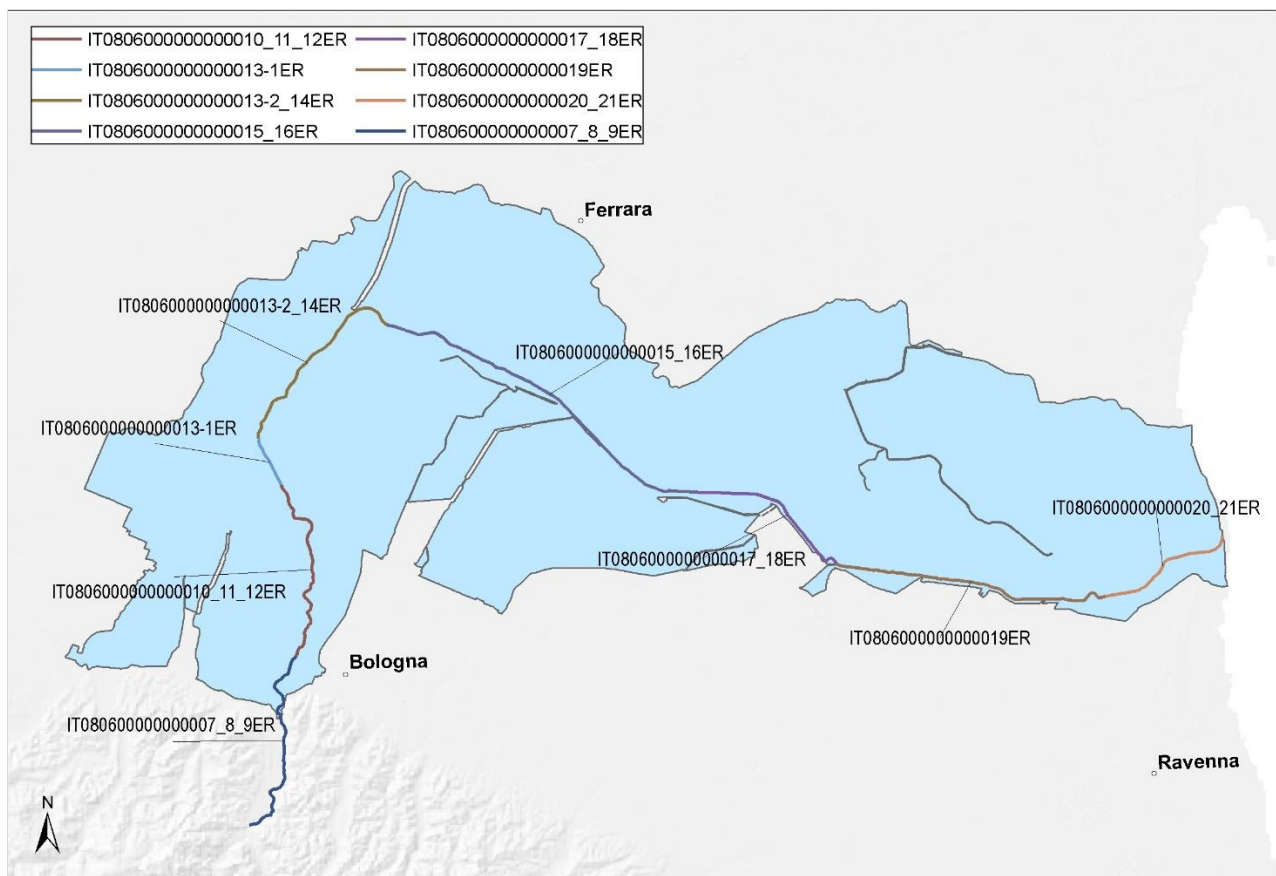 IT0806000000000010_11_12ER
IT0806000000000017_18ER
IT0806000000000013-1ER
IT0806000000000019ER
IT0806000000000013-2_14ER
IT0806000000000020_21ER
IT0806000000000015_16ER
IT080600000000007_8_9ER
Ferrara
IT0806000000000013-2_14ER
IT0806000000000015_16ER
IT0806000000000013-1ER
IT0806000000000020_21ER
IT0806000000000017_18ER
IT0806000000000010_11_12ER
IT0806000000000019ER
Bologna
IT080600000000007_8_9ER
Ravenna
N